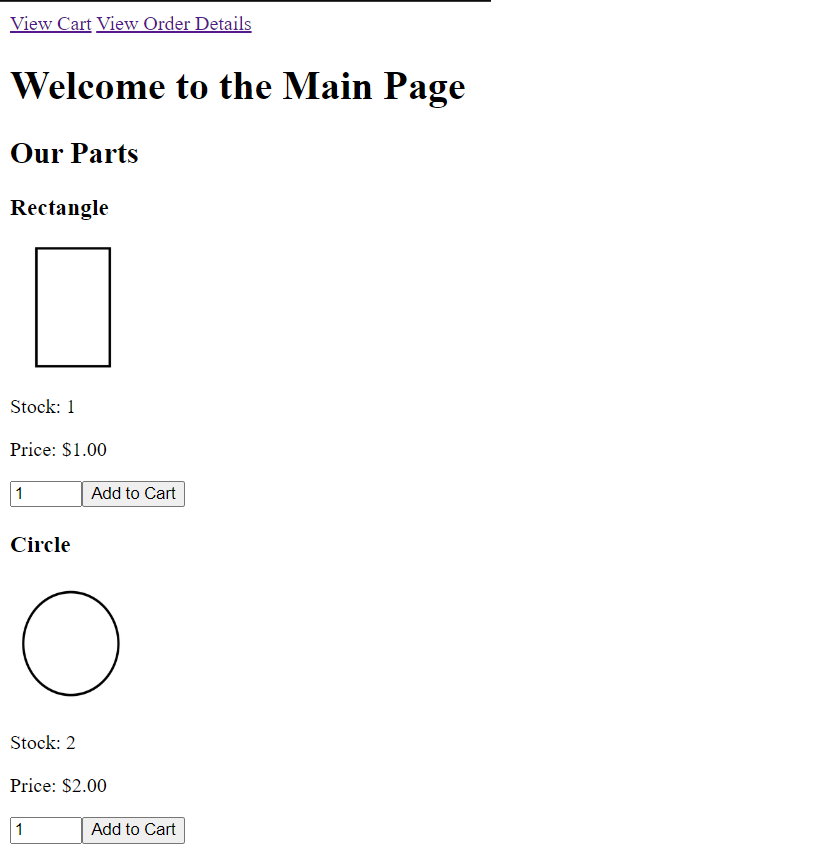 View Cart View Order Details
Welcome to the Main Page
Our Parts
Rectangle
Stock: 1
Price: $1.00
1 Add to Cart
Circle
Stock: 2
Price: $2.00
1 Add to Cart